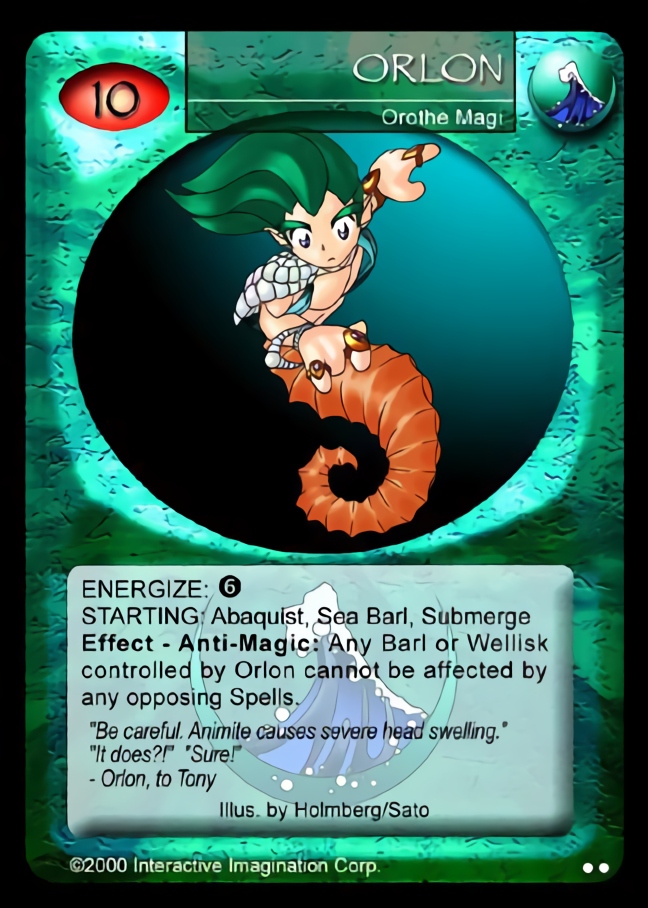 10
ORLON
Orothe Magi
ENERGIZE: ❻
STARTING: Abaquist, Sea Barl, Submerge
Effect - Anti-Magic: Any Barl or Wellisk
controlled by Orlon cannot be affected by
any opposing Spells.
"Be careful. Animite causes severe head swelling."
"It does?!" "Sure!"
- Orlon, to Tony
Illus. by Holmberg/Sato
©2000 Interactive Imagination Corp.